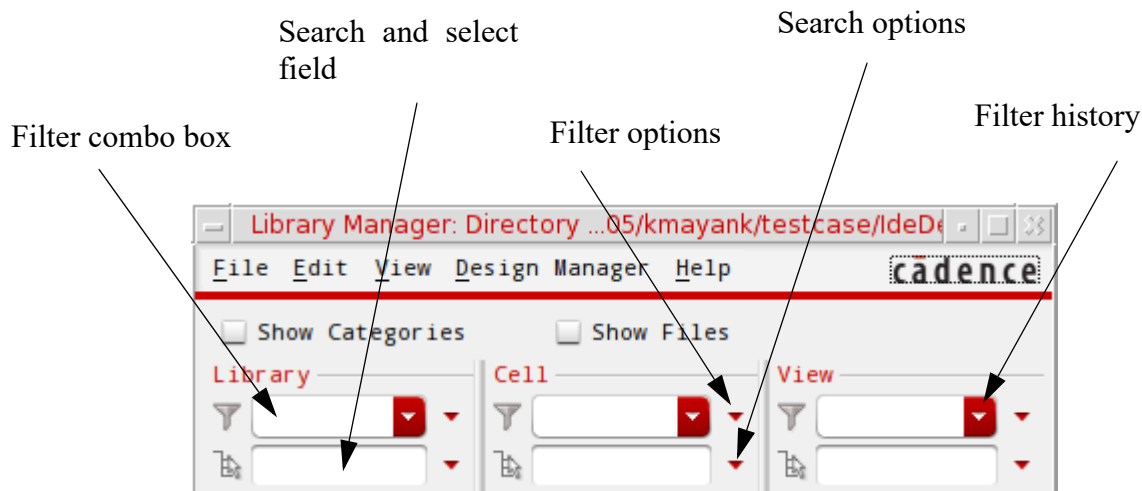 Search options
Search and select
field
Filter history
Filter combo box
Filter options
Library Manager: Directory ...05/kmayank/testcase/IdeDe
File Edit View Design Manager Help
cādence
Show Categories
Show Files
Library
Cell
View